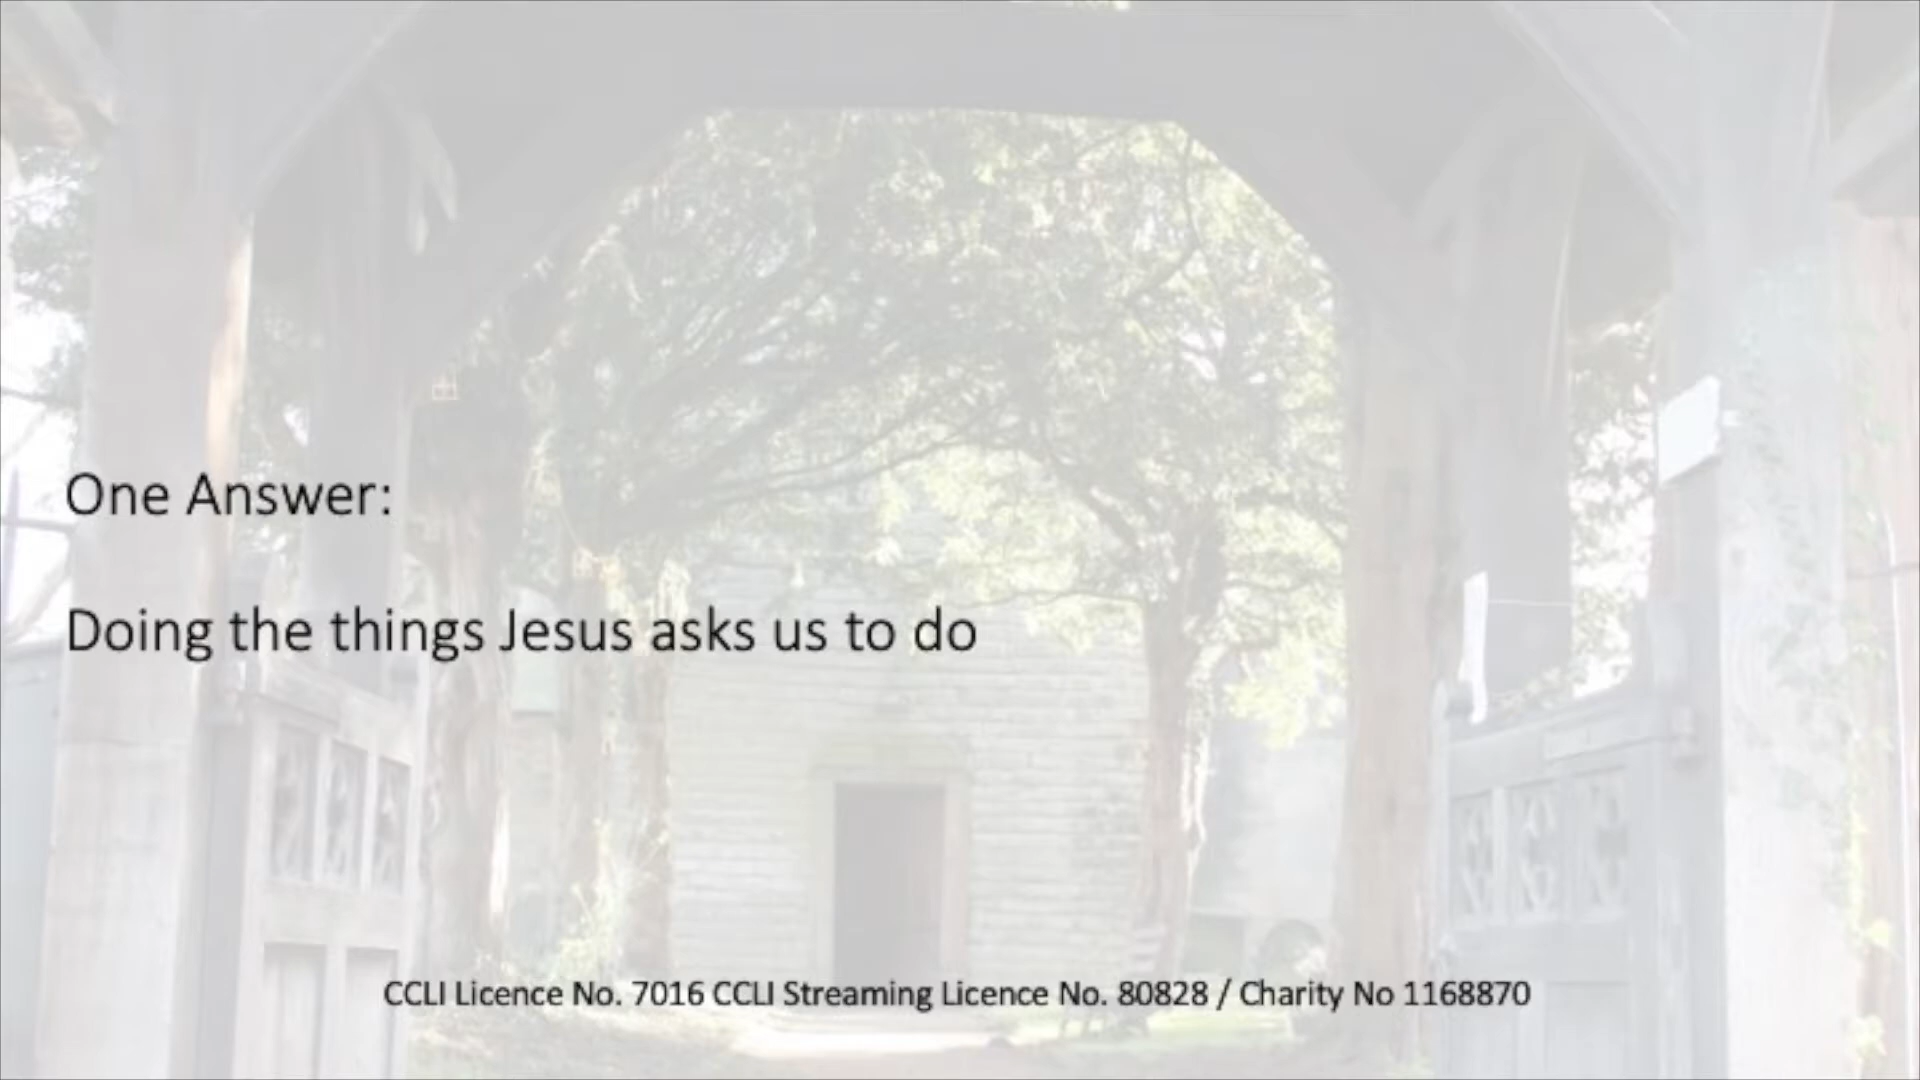 One Answer:
Doing the things Jesus asks us to do
CCLI Licence No. 7016 CCLI Streaming Licence No. 80828 / Charity No 1168870